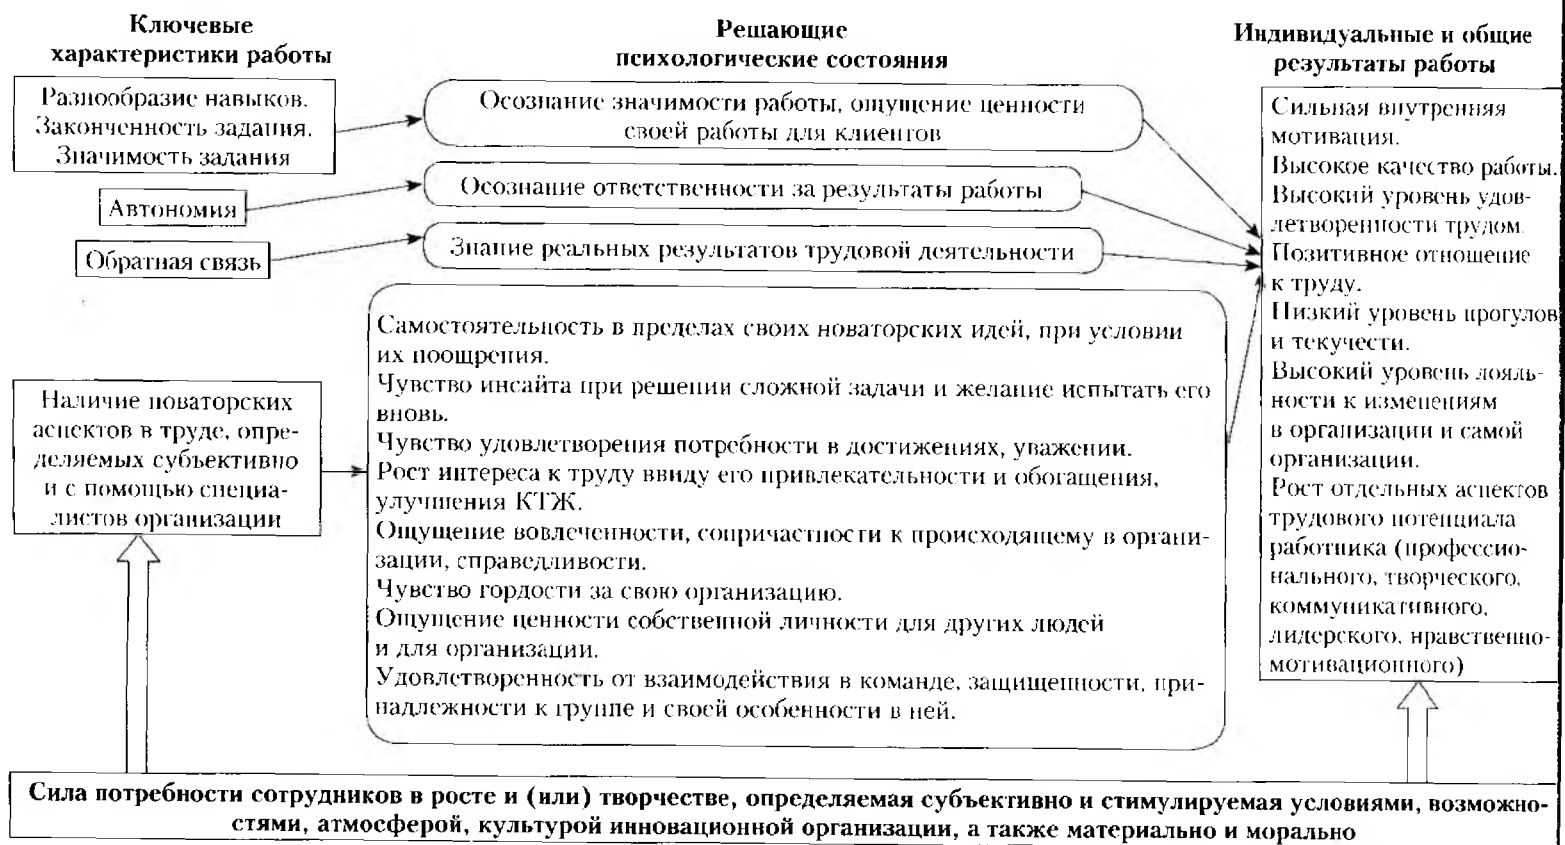 Ключевые
характеристики работы
Разнообразие навыков.
Законченность задания.
Значимость задания
Автономия
Обратная связь
Наличие новаторских
аспектов в труде, опре-
деляемых субъективно
и с помощью специа-
листов организации
Решающие
психологические состояния
Осознание значимости работы, ощущение ценности
своей работы для клиентов
Осознание ответственности за результаты работы
Знание реальных результатов трудовой деятельности
Самостоятельность в пределах своих новаторских идей, при условии
их поощрения.
Чувство инсайта при решении сложной задачи и желание испытать его
вновь.
Чувство удовлетворения потребности в достижениях, уважении.
Рост интереса к труду ввиду его привлекательности и обогащения,
улучшения КТЖ.
Ощущение вовлеченности, сопричастности к происходящему в органи-
зации, справедливости.
Чувство гордости за свою организацию.
Ощущение ценности собственной личности для других людей
и для организации.
Удовлетворенность от взаимодействия в команде, защищенности, при-
надлежности к группе и своей особенности в ней.
Индивидуальные и общие
результаты работы
Сильная внутренняя
мотивация.
Высокое качество работы.
Высокий уровень удов-
летворенности трудом.
Позитивное отношение
к труду.
Низкий уровень прогулов
и текучести.
Высокий уровень лояль-
ности к изменениям
в организации и самой
организации.
Рост отдельных аспектов
трудового потенциала
работника (профессио-
нального, творческого,
коммуникативного,
лидерского, нравственно-
мотивационного)
Сила потребности сотрудников в росте и (или) творчестве, определяемая субъективно и стимулируемая условиями, возможно-
стями, атмосферой, культурой инновационной организации, а также материально и морально